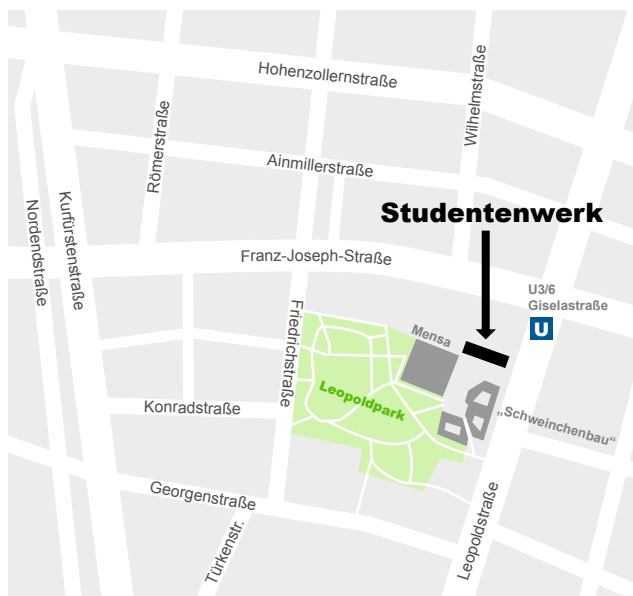 Hohenzollernstraße
Wilhelmstraße
Römerstraße
Ainmillerstraße
Nordendstraße
Kurfürstenstraße
Studentenwerk
Franz-Joseph-Straße
U3/6
Giselastraße
U
Friedrichstraße
Mensa
Leopoldpark
Konradstraße
„Schweinchenbau“
Georgenstraße
Türkenstr.
Leopoldstraße